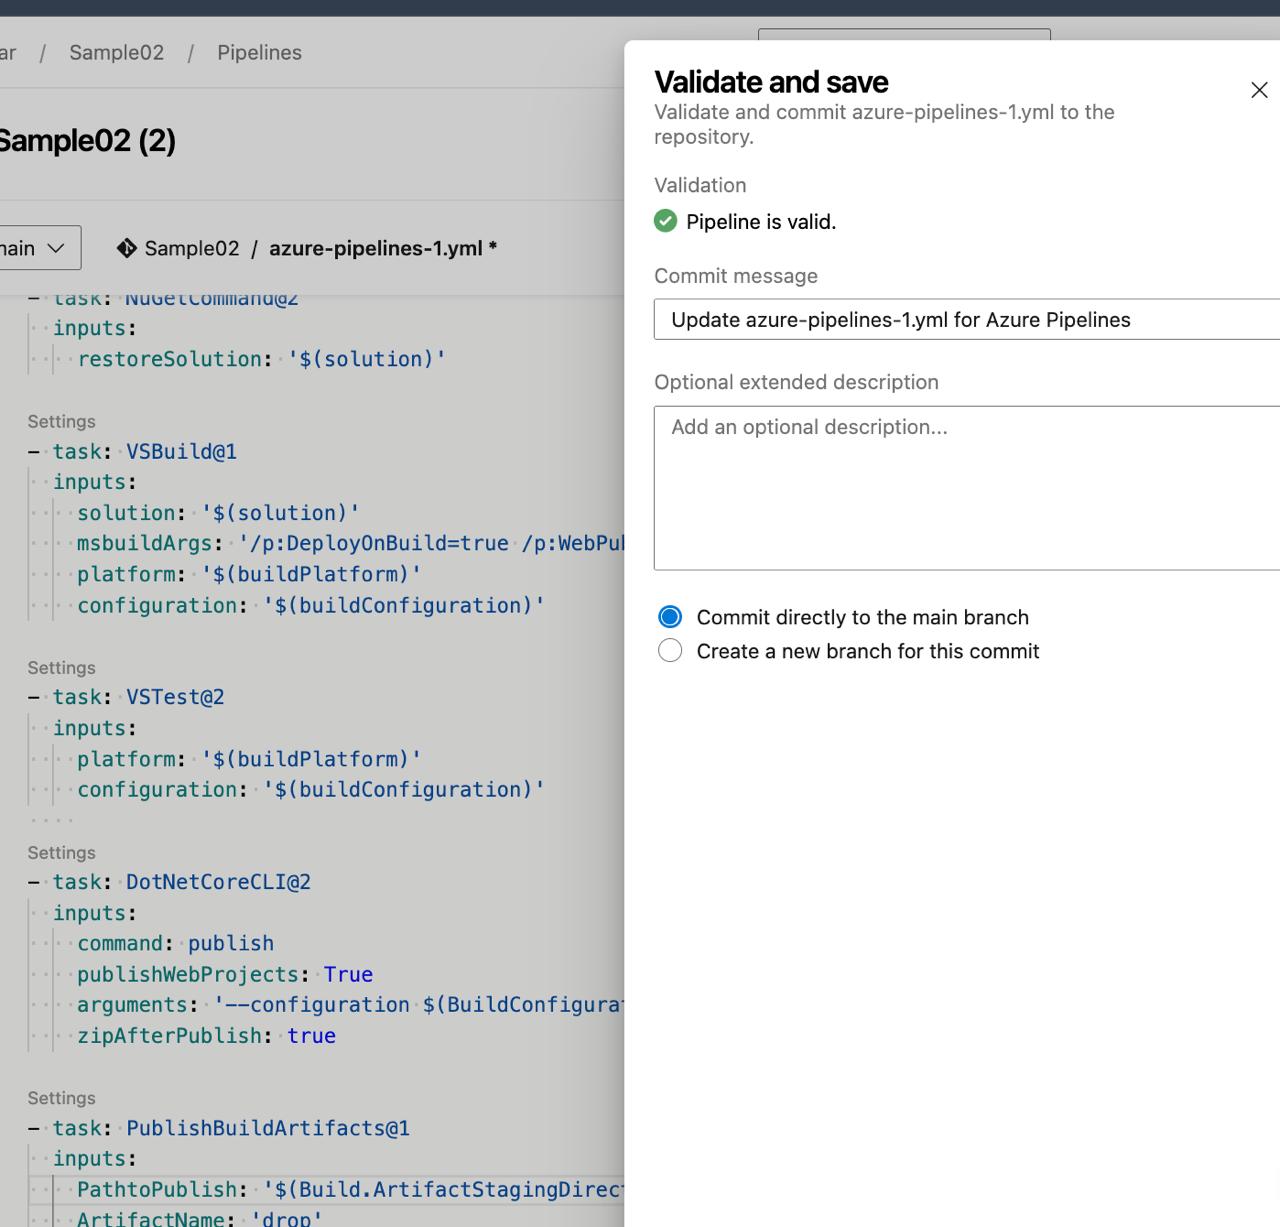 ar / Sample02 / Pipelines
Sample02 (2)
main
Sample02 / azure-pipelines-1.yml *
- task: NuGetCommand@2
inputs:
restoreSolution: '$(solution)'
Settings
- task: VSBuild@1
inputs:
solution: '$(solution)'
msbuildArgs: '/p:DeployOnBuild=true /p:WebPub
platform: '$(buildPlatform)'
configuration: '$(buildConfiguration)'
Settings
- task: VSTest@2
inputs:
platform: '$(buildPlatform)'
configuration: '$(buildConfiguration)'
Settings
- task: DotNetCoreCLI@2
inputs:
command: publish
publishWebProjects: True
arguments: '--configuration $(BuildConfigurat
zipAfterPublish: true
Settings
- task: PublishBuildArtifacts@1
inputs:
PathtoPublish: '$(Build.ArtifactStagingDirect
ArtifactName: 'drop'
Validate and save
Validate and commit azure-pipelines-1.yml to the
repository.
Validation
Pipeline is valid.
Commit message
Update azure-pipelines-1.yml for Azure Pipelines
Optional extended description
Add an optional description...
Commit directly to the main branch
Create a new branch for this commit